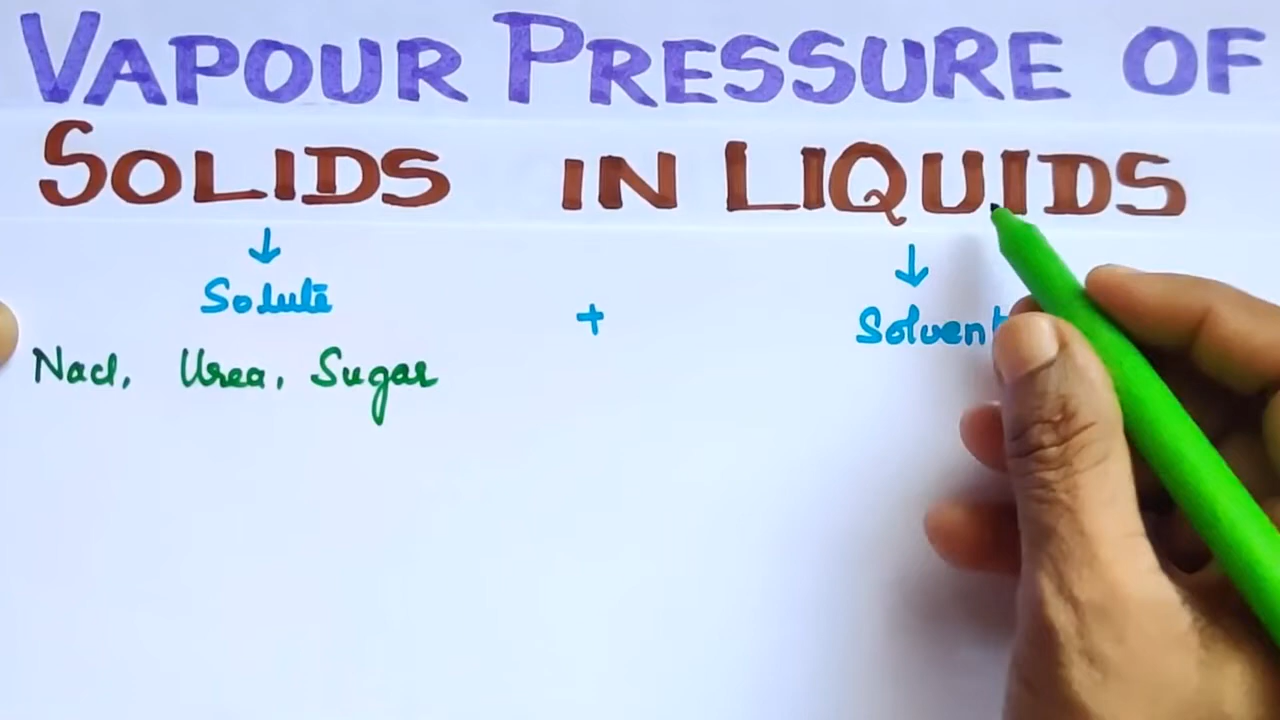 VAPOUR PRESSURE OF
SOLIDS IN LIQUIDS
↓ ↓
Solute + Solvent
Nacl, Urea, Sugar